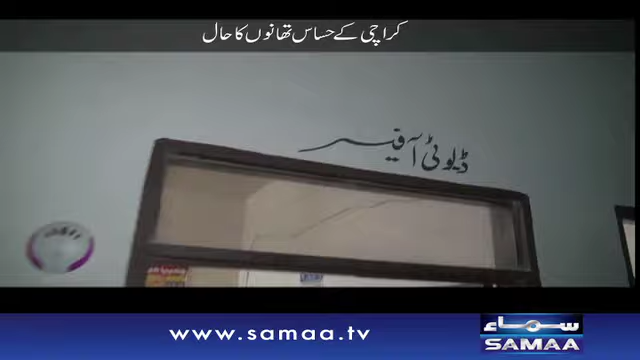 کراچی کے حساس تھانوں کا حال
ڈیوٹی آفیسر
www.samaa.tv
سماء
SAMAA